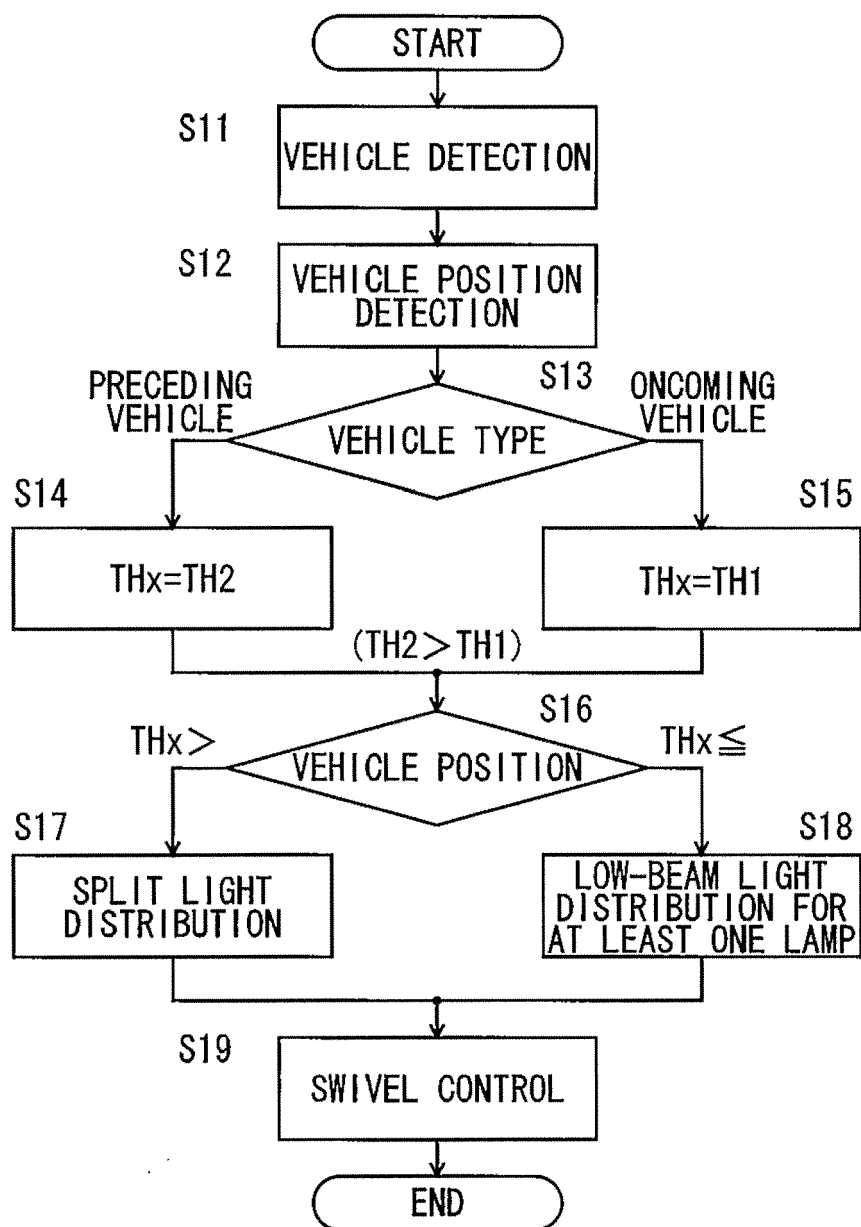 START
S11
VEHICLE DETECTION
S12
VEHICLE POSITION
DETECTION
S13
PRECEDING
VEHICLE
ONCOMING
VEHICLE
VEHICLE TYPE
S14
S15
THx=TH2
THx=TH1
(TH2>TH1)
S16
THx>
THx≦
VEHICLE POSITION
S17
S18
SPLIT LIGHT
DISTRIBUTION
LOW-BEAM LIGHT
DISTRIBUTION FOR
AT LEAST ONE LAMP
S19
SWIVEL CONTROL
END